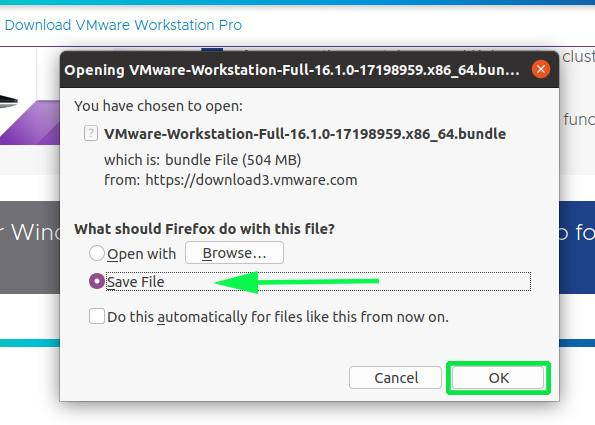 Download VMware Workstation Pro
clust
Opening VMware-Workstation-Full-16.1.0-17198959.x86_64.bun...
You have chosen to open:
func
? VMware-Workstation-Full-16.1.0-17198959.x86_64.bundle
which is: bundle File (504 MB)
from: https://download3.vmware.com
What should Firefox do with this file?
Open with Browse...
Save File
Do this automatically for files like this from now on.
Cancel OK